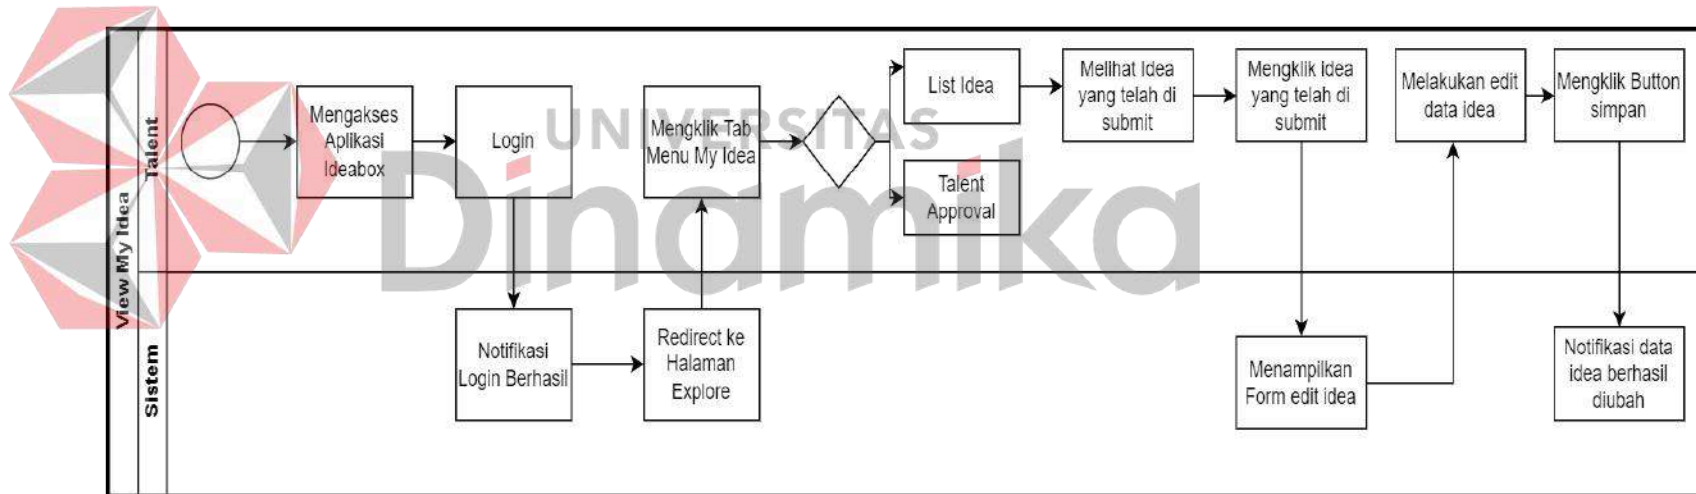 View My Idea
Talent
Sistem
Mengakses
Aplikasi
Ideabox
Login
Notifikasi
Login Berhasil
Redirect ke
Halaman
Explore
Mengklik Tab
Menu My Idea
List Idea
Talent
Approval
Melihat Idea
yang telah di
submit
Mengklik Idea
yang telah di
submit
Menampilkan
Form edit idea
Melakukan edit
data idea
Mengklik Button
simpan
Notifikasi data
idea berhasil
diubah
UNIVERSITAS
Dinamika